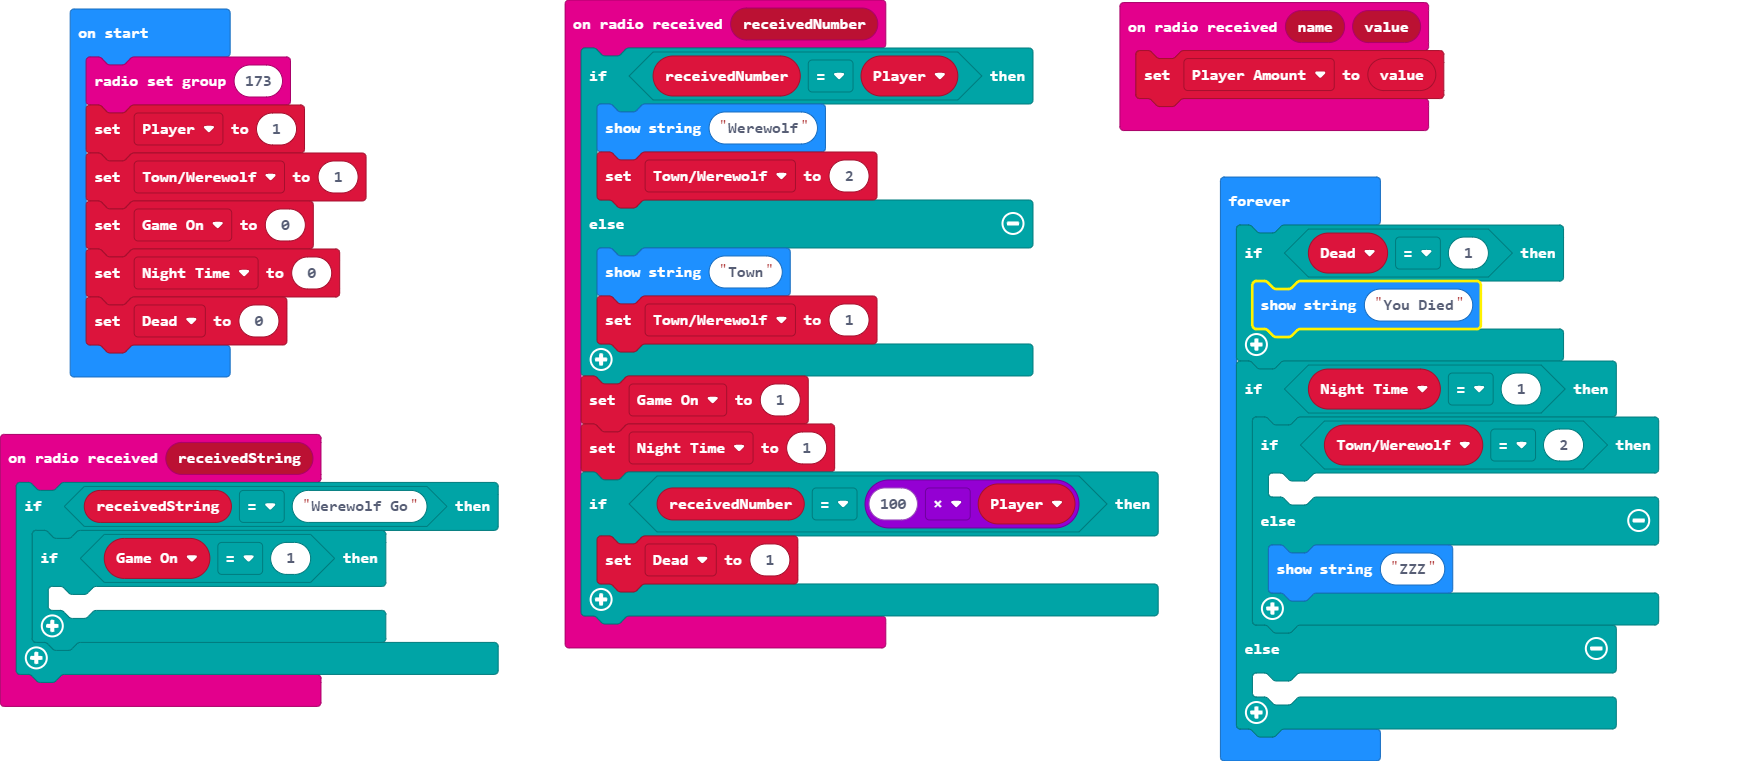 on start
radio set group 173
set Player to 1
set Town/Werewolf to 1
set Game On to 0
set Night Time to 0
set Dead to 0
on radio received receivedString
if receivedString = "Werewolf Go" then
if Game On = 1 then
on radio received receivedNumber
if receivedNumber = Player then
show string "Werewolf"
set Town/Werewolf to 2
else
show string "Town"
set Town/Werewolf to 1
set Game On to 1
set Night Time to 1
if receivedNumber = 100 × Player then
set Dead to 1
on radio received name value
set Player Amount to value
forever
if Dead = 1 then
show string "You Died"
if Night Time = 1 then
if Town/Werewolf = 2 then
else
show string "ZZZ"
else